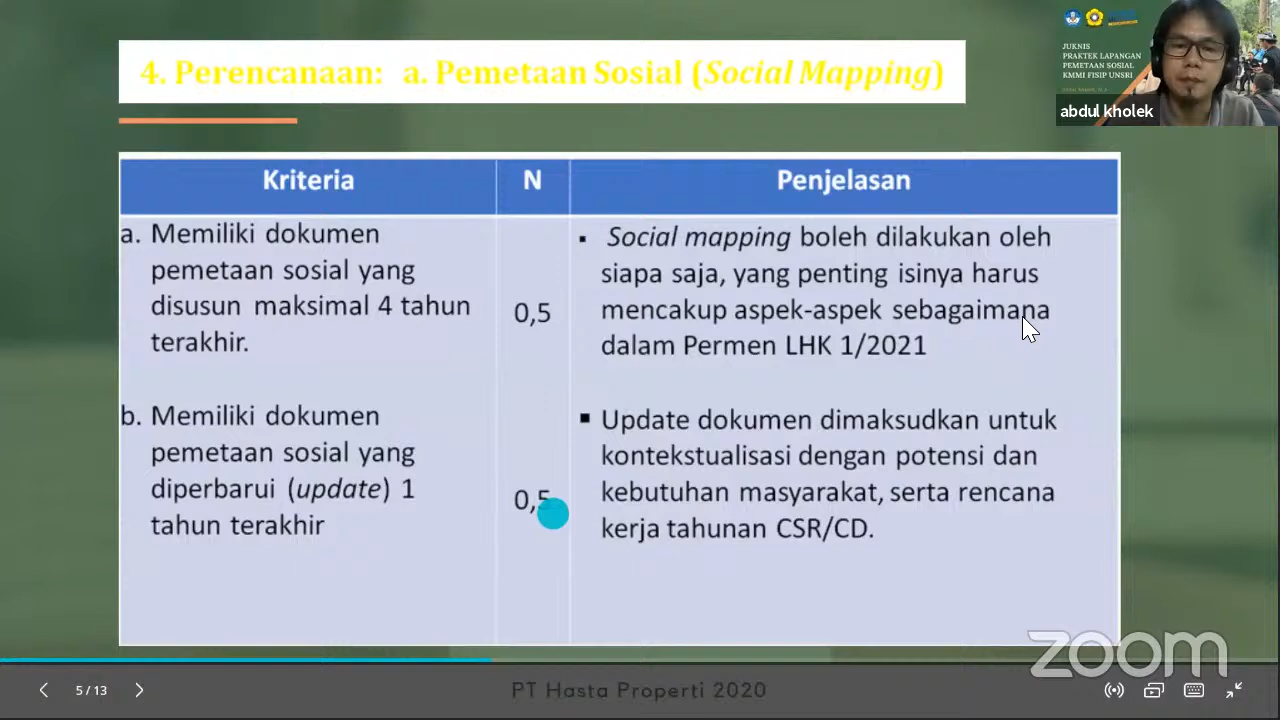 4. Perencanaan: a. Pemetaan Sosial (Social Mapping)
JUKNIS
PRAKTEK LAPANGAN
PEMETAAN SOSIAL
KMMI FISIP UNSRI
abdul kholek
Kriteria
N
Penjelasan
a. Memiliki dokumen
pemetaan sosial yang
disusun maksimal 4 tahun
terakhir.
0,5
▪ Social mapping boleh dilakukan oleh
siapa saja, yang penting isinya harus
mencakup aspek-aspek sebagaimana
dalam Permen LHK 1/2021
b. Memiliki dokumen
pemetaan sosial yang
diperbarui (update) 1
tahun terakhir
0,5
▪ Update dokumen dimaksudkan untuk
kontekstualisasi dengan potensi dan
kebutuhan masyarakat, serta rencana
kerja tahunan CSR/CD.
zoom
5 / 13
PT Hasta Properti 2020